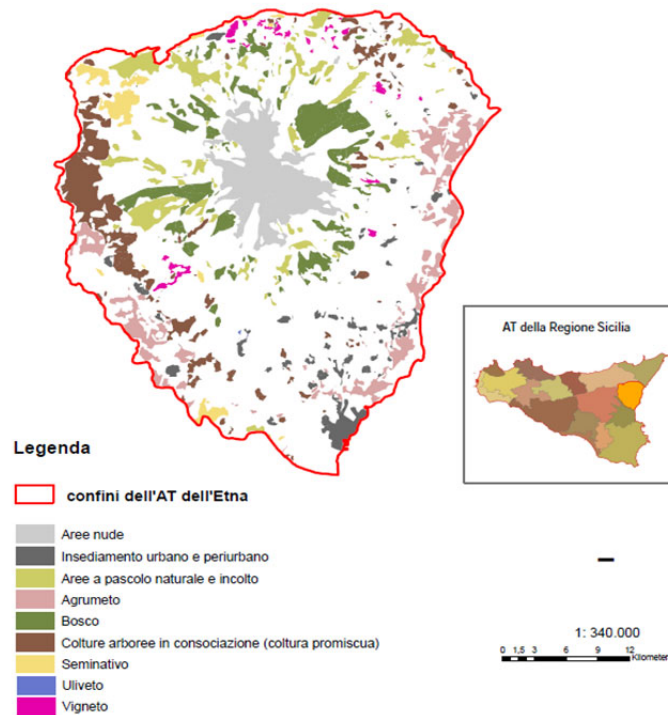 AT della Regione Sicilia
Legenda
confini dell'AT dell'Etna
Aree nude
Insediamento urbano e periurbano
Aree a pascolo naturale e incolto
Agrumeto
Bosco
Colture arboree in consociazione (coltura promiscua)
Seminativo
Uliveto
Vigneto
1: 340.000
0 1,5 3 6 9 12
Kilometer